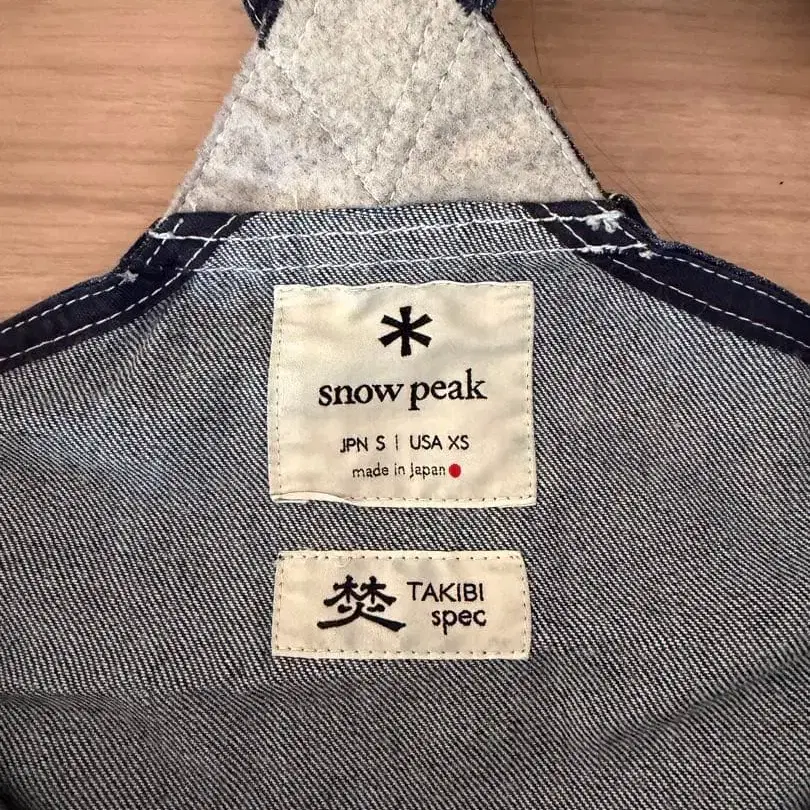 snow peak
JPN S | USA XS
made in japan
焚 TAKIBI
spec